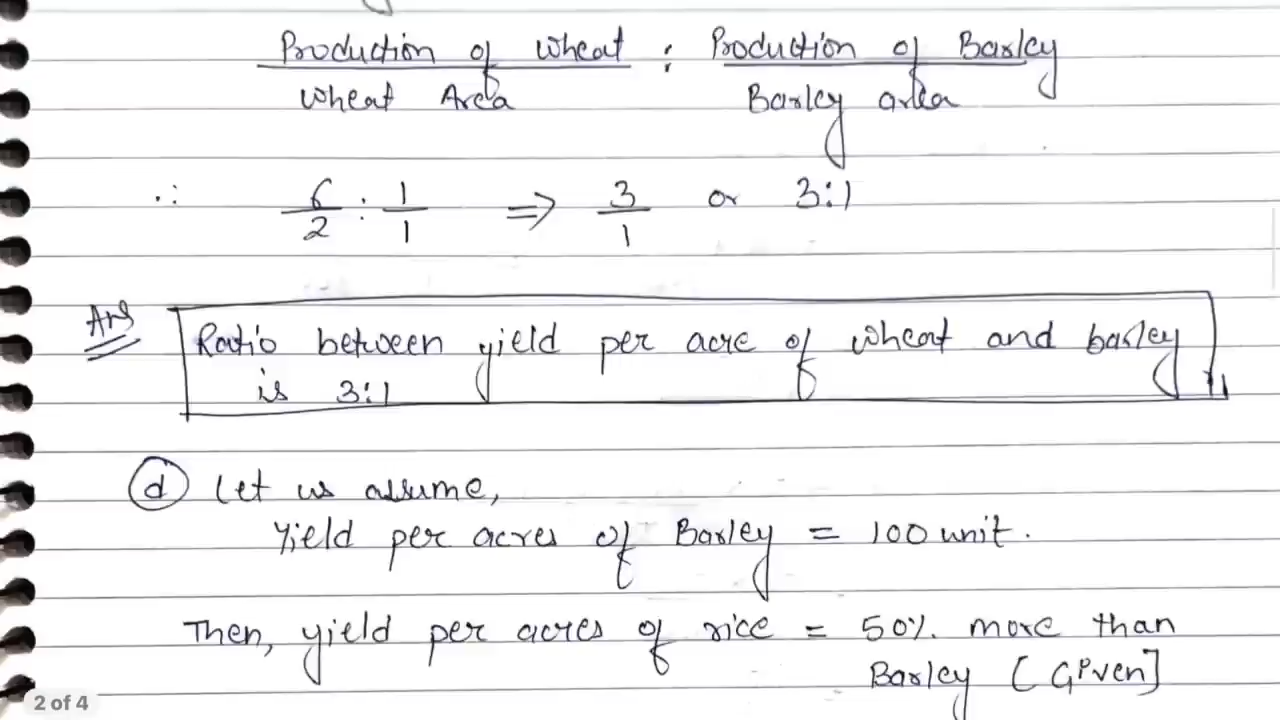 Production of wheat : Production of Barley
Wheat Area Barley area
∴ 6/2 : 1/1 ⇒ 3/1 or 3:1
Ans
Ratio between yield per acre of wheat and barley
is 3:1
(d) Let us assume,
Yield per acres of Barley = 100 unit.
Then, yield per acres of rice = 50% more than
Barley [Given]
2 of 4